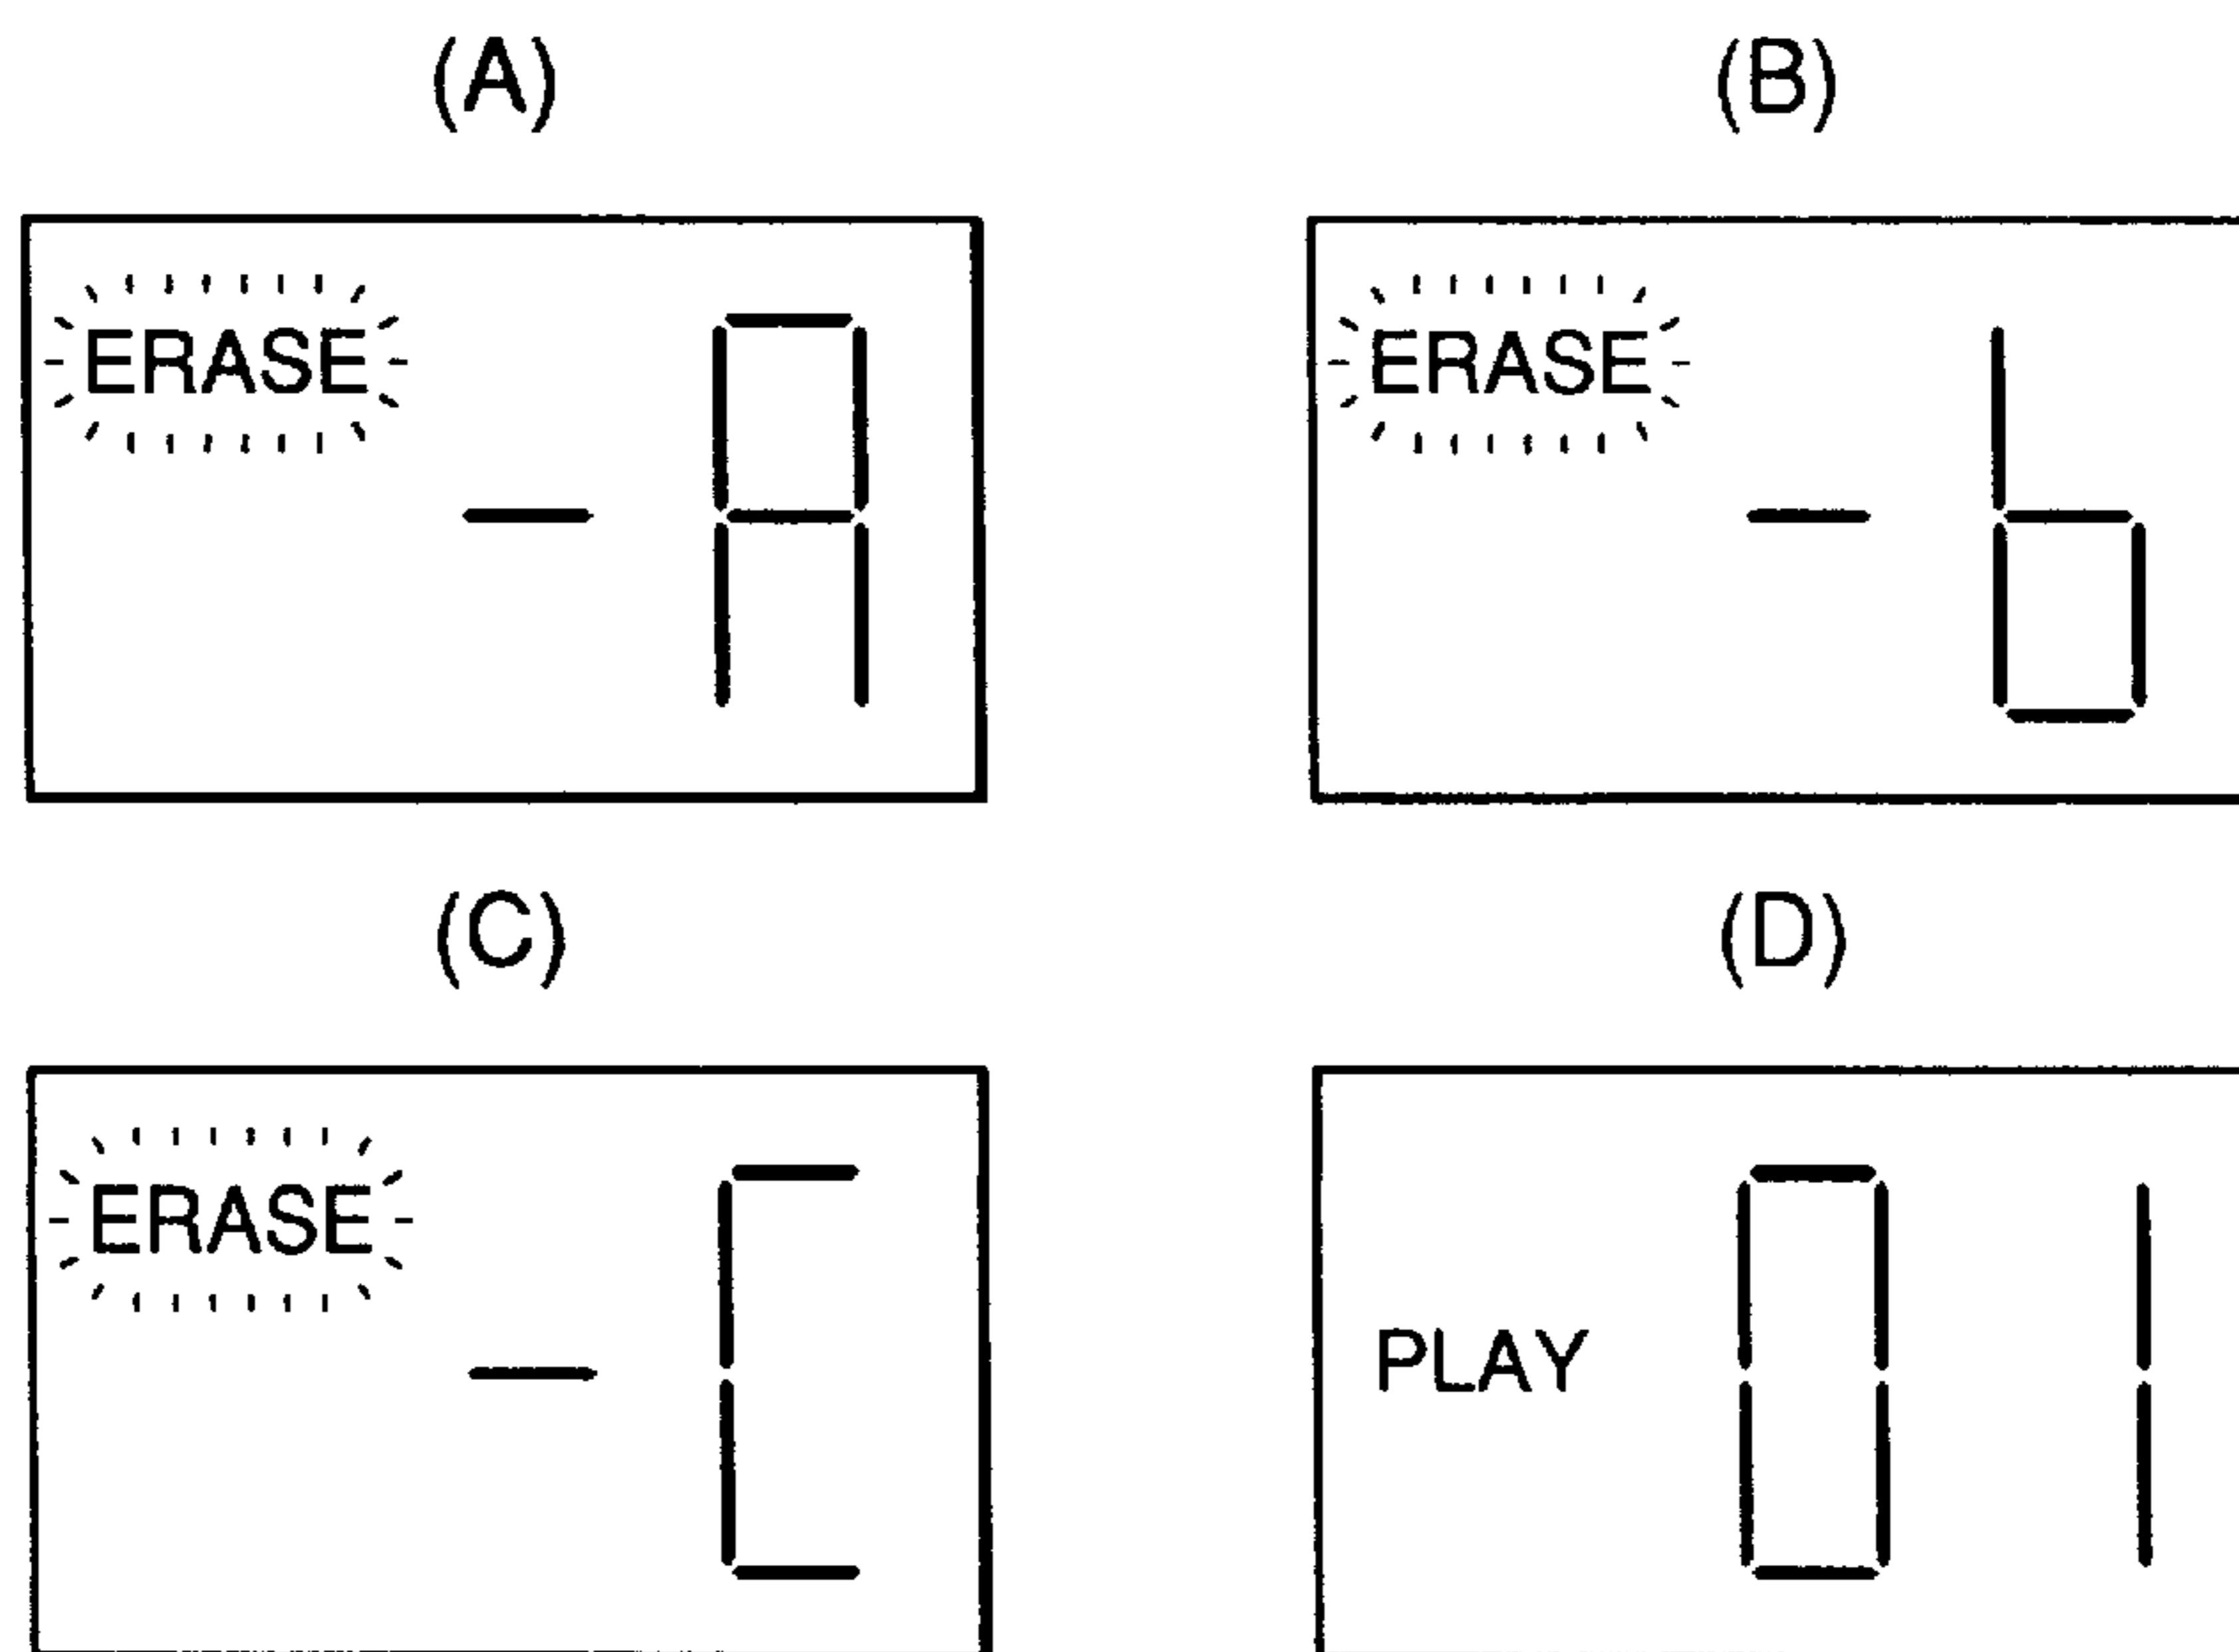 (A)
(B)
ERASE
- A
ERASE
- b
(C)
(D)
ERASE
- C
PLAY 01